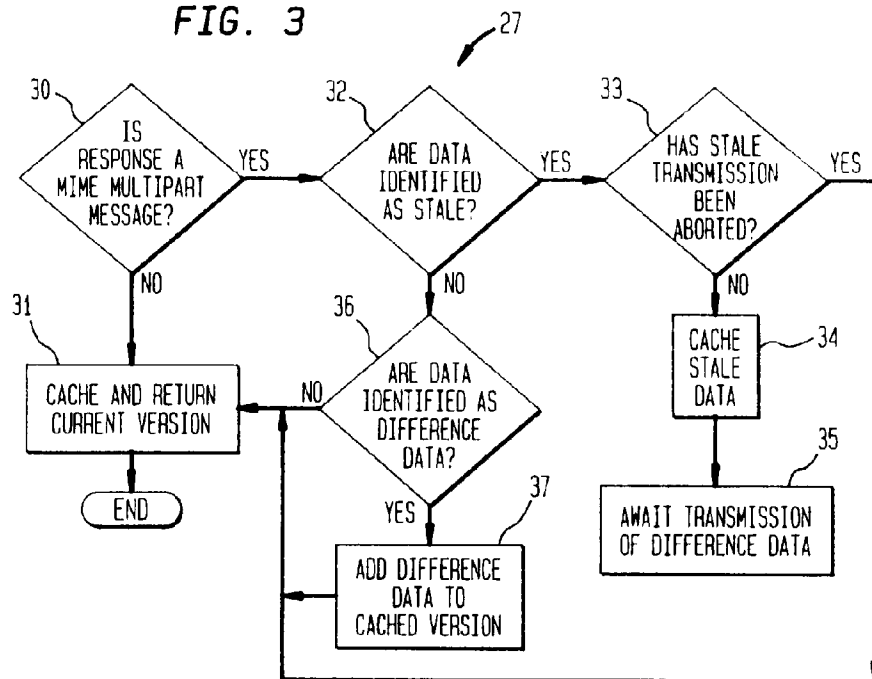 FIG. 3
27
30
IS
RESPONSE A
MIME MULTIPART
MESSAGE?
YES
NO
32
ARE DATA
IDENTIFIED
AS STALE?
YES
NO
33
HAS STALE
TRANSMISSION
BEEN
ABORTED?
YES
NO
31
CACHE AND RETURN
CURRENT VERSION
END
36
ARE DATA
IDENTIFIED AS
DIFFERENCE
DATA?
NO
YES
34
CACHE
STALE
DATA
35
AWAIT TRANSMISSION
OF DIFFERENCE DATA
37
ADD DIFFERENCE
DATA TO
CACHED VERSION